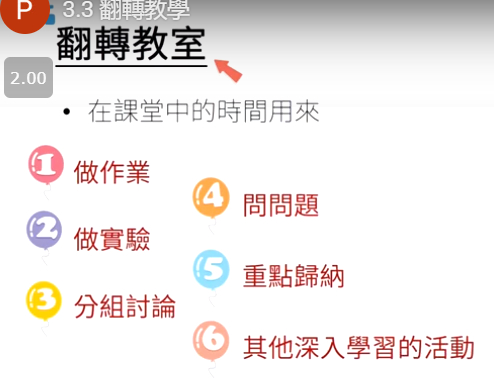 P
3.3 翻轉教學
翻轉教室
2.00
• 在課堂中的時間用來
1 做作業
2 做實驗
3 分組討論
4 問問題
5 重點歸納
6 其他深入學習的活動